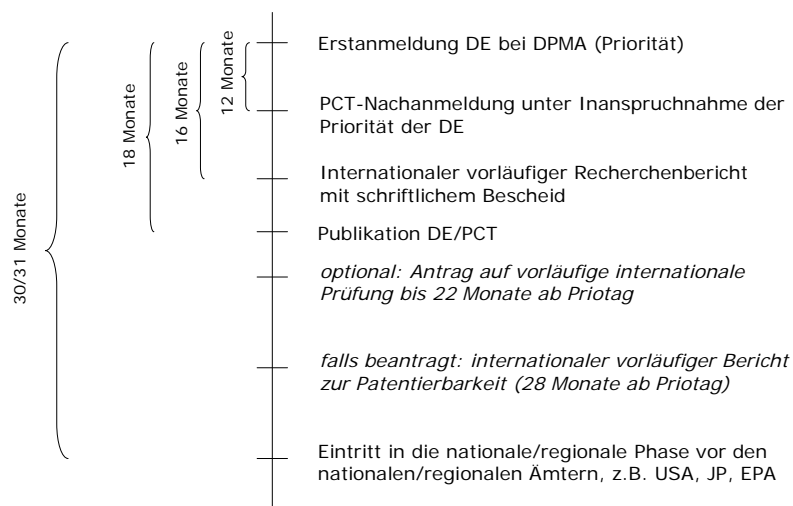 Erstanmeldung DE bei DPMA (Priorität)
12 Monate
16 Monate
18 Monate
30/31 Monate
PCT-Nachanmeldung unter Inanspruchnahme der
Priorität der DE
Internationaler vorläufiger Recherchenbericht
mit schriftlichem Bescheid
Publikation DE/PCT
optional: Antrag auf vorläufige internationale
Prüfung bis 22 Monate ab Priotag
falls beantragt: internationaler vorläufiger Bericht
zur Patentierbarkeit (28 Monate ab Priotag)
Eintritt in die nationale/regionale Phase vor den
nationalen/regionalen Ämtern, z.B. USA, JP, EPA